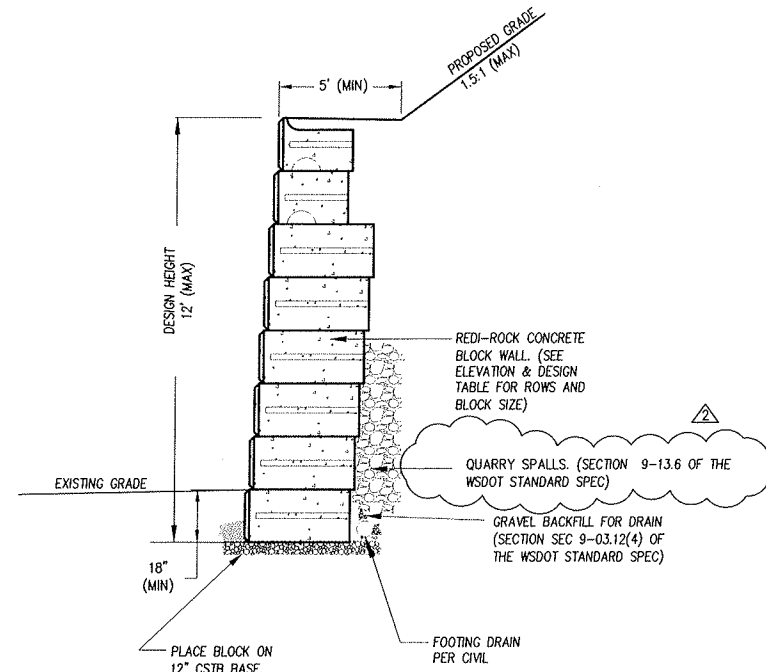 PROPOSED GRADE
1.5:1 (MAX)
5' (MIN)
DESIGN HEIGHT
12' (MAX)
REDI-ROCK CONCRETE
BLOCK WALL. (SEE
ELEVATION & DESIGN
TABLE FOR ROWS AND
BLOCK SIZE)
2
QUARRY SPALLS. (SECTION 9-13.6 OF THE
WSDOT STANDARD SPEC)
EXISTING GRADE
GRAVEL BACKFILL FOR DRAIN
(SECTION SEC 9-03.12(4) OF
THE WSDOT STANDARD SPEC)
18"
(MIN)
FOOTING DRAIN
PER CIVIL
PLACE BLOCK ON
12" CSTB BASE